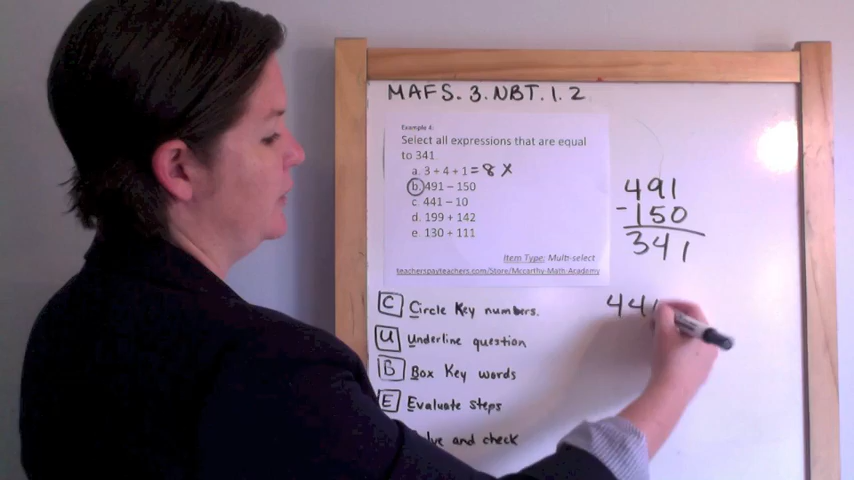 MAFS.3.NBT.1.2
Example 4:
Select all expressions that are equal
to 341.
a. 3 + 4 + 1 = 8 X
b. 491 – 150
c. 441 – 10
d. 199 + 142
e. 130 + 111
Item Type: Multi-select
teacherspayteachers.com/Store/Mccarthy-Math-Academy
491
-150
341
441
C Circle Key numbers.
U Underline question
B Box Key words
E Evaluate steps
and check